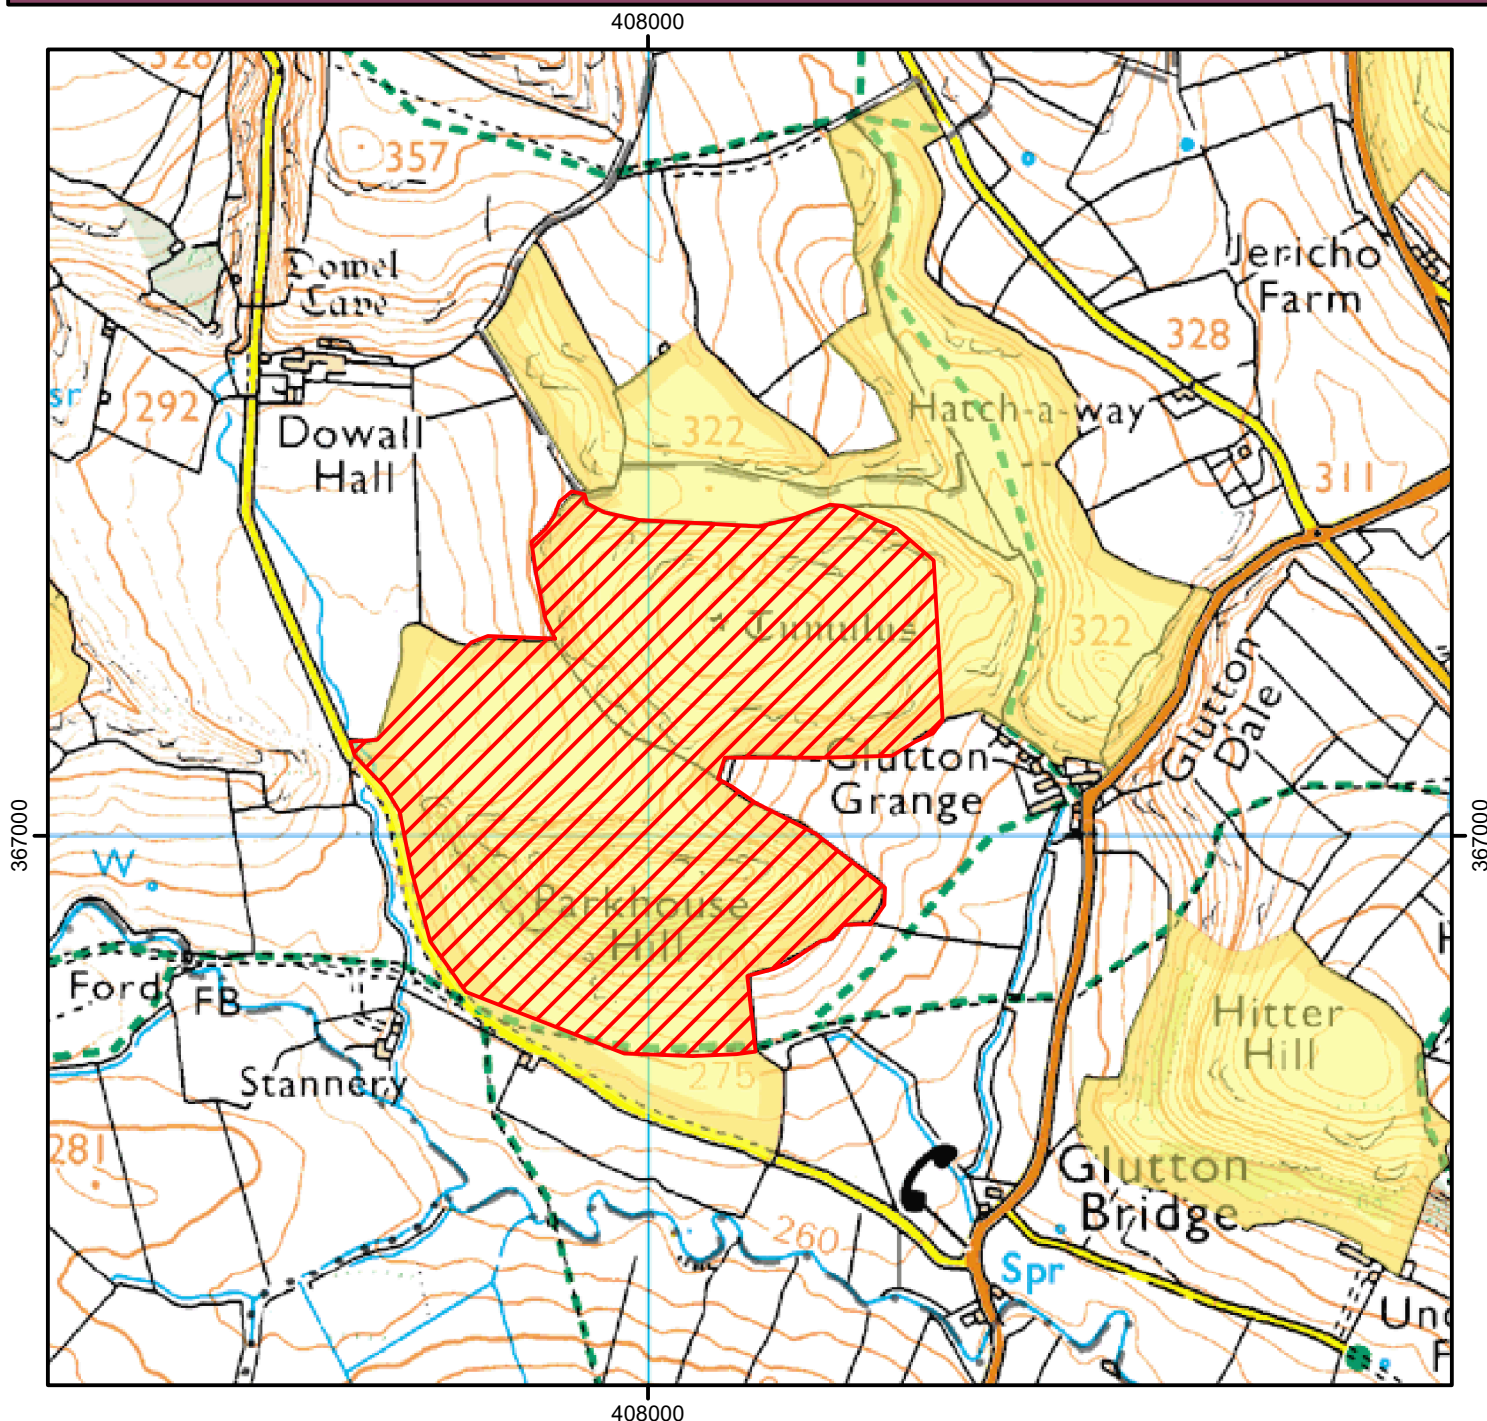 408000
328
357
Dowel
Cave
Jericho
Farm
328
sr
292
322
Hatch-a-way
Dowall
Hall
311
Tumulus
322
Glutton
Dale
Glutton
Grange
367000
367000
W
Parkhouse
Hill
Ford
FB
H
Hitter
Hill
275
Stannery
281
Glutton
Bridge
260
Spr
Und
F
408000